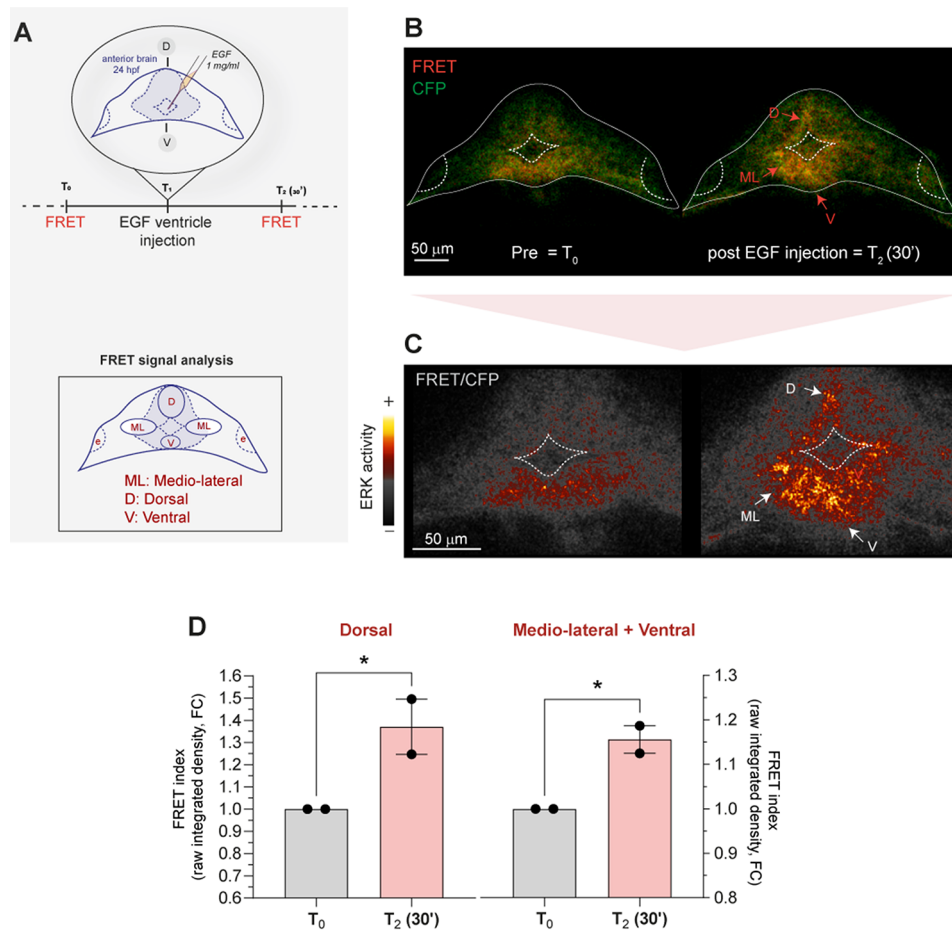 A
D
EGF
1 mg/ml
anterior brain
24 hpf
V
T₀
T₁
T₂ (30')
FRET
EGF ventricle
injection
FRET
FRET signal analysis
D
ML
ML
e
e
V
ML: Medio-lateral
D: Dorsal
V: Ventral
B
FRET
CFP
D
ML
V
50 μm
Pre = T₀
post EGF injection = T₂ (30')
C
FRET/CFP
+
ERK activity
–
50 μm
D
ML
V
D
Dorsal
Medio-lateral + Ventral
*
*
FRET index
(raw integrated density, FC)
1.6
1.5
1.4
1.3
1.2
1.1
1.0
0.9
0.8
0.7
0.6
T₀
T₂ (30')
1.3
1.2
1.1
1.0
0.9
0.8
FRET index
(raw integrated density, FC)
T₀
T₂ (30')